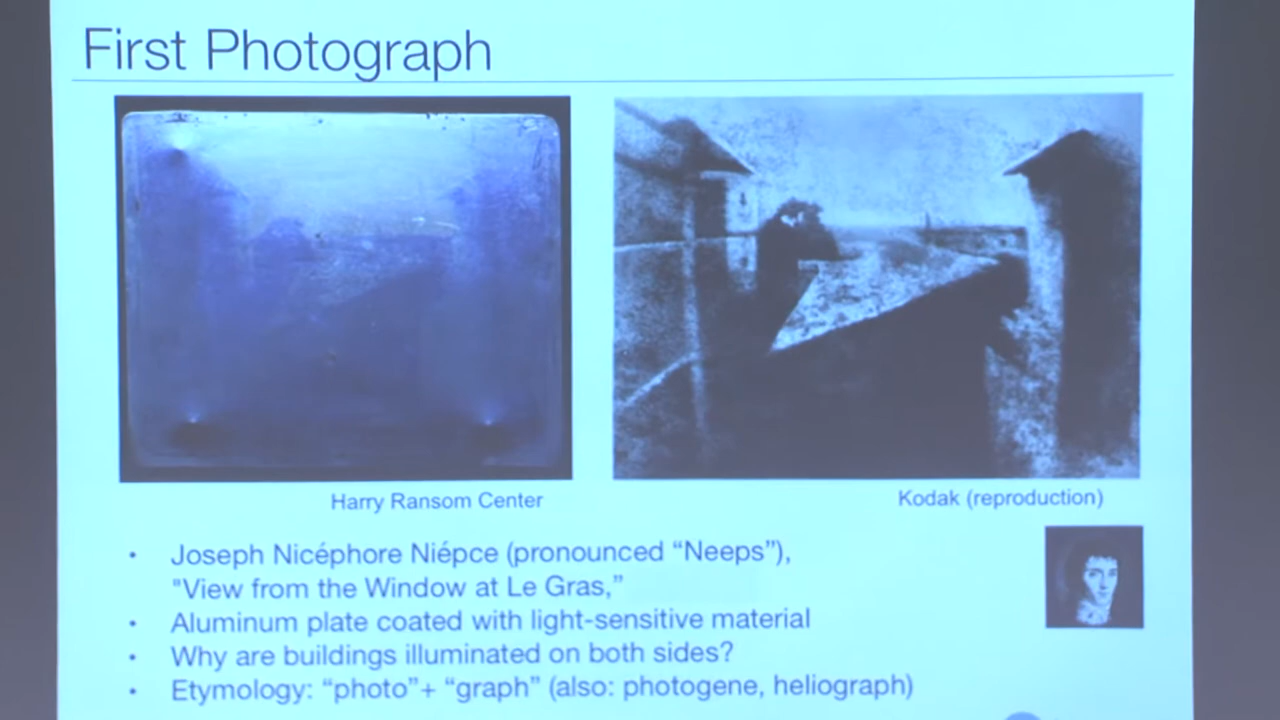 First Photograph
Harry Ransom Center
Kodak (reproduction)
• Joseph Nicéphore Niépce (pronounced “Neeps”),
"View from the Window at Le Gras,”
• Aluminum plate coated with light-sensitive material
• Why are buildings illuminated on both sides?
• Etymology: “photo”+ “graph” (also: photogene, heliograph)